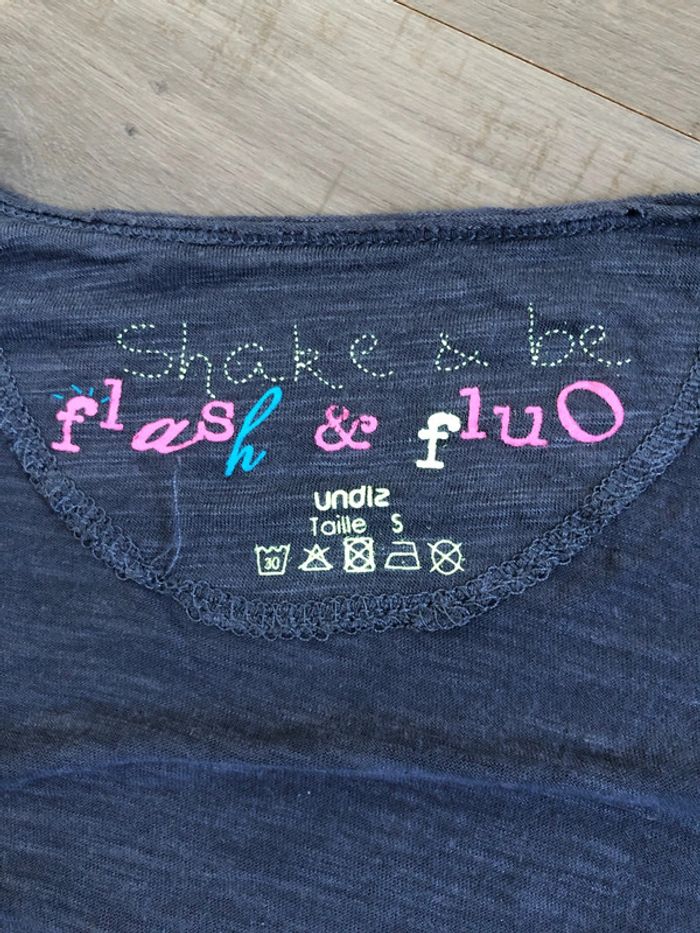 Shake & be
flash & fluo
undiz
Taille S
30